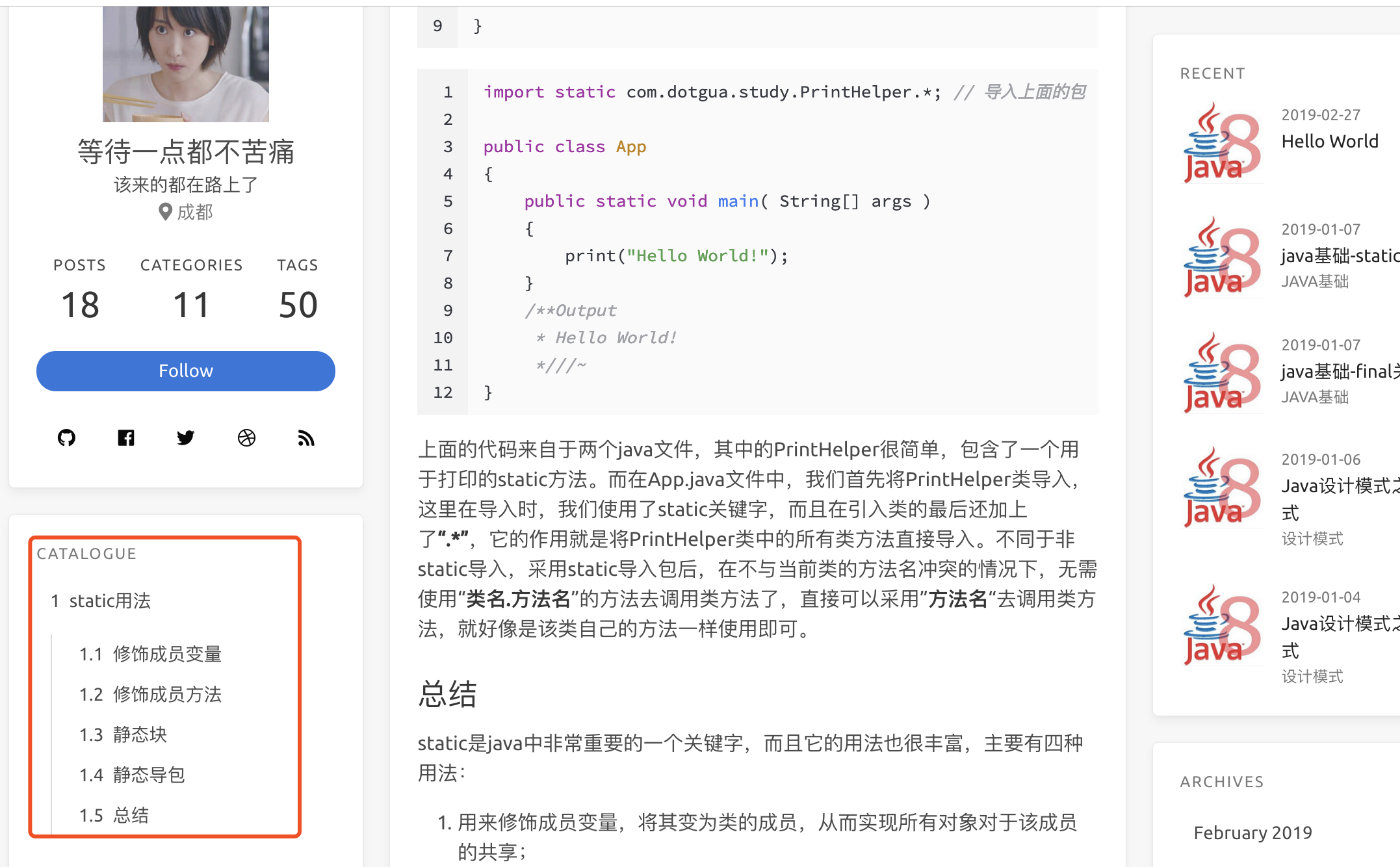 等待一点都不苦痛
该来的都在路上了
成都
POSTS CATEGORIES TAGS
18 11 50
Follow
CATALOGUE
1 static用法
1.1 修饰成员变量
1.2 修饰成员方法
1.3 静态块
1.4 静态导包
1.5 总结
9 }
1 import static com.dotgua.study.PrintHelper.*; // 导入上面的包
2
3 public class App
4 {
5 public static void main( String[] args )
6 {
7 print("Hello World!");
8 }
9 /**Output
10 * Hello World!
11 *///~
12 }
上面的代码来自于两个java文件，其中的PrintHelper很简单，包含了一个用
于打印的static方法。而在App.java文件中，我们首先将PrintHelper类导入，
这里在导入时，我们使用了static关键字，而且在引入类的最后还加上
了“.*”，它的作用就是将PrintHelper类中的所有类方法直接导入。不同于非
static导入，采用static导入包后，在不与当前类的方法名冲突的情况下，无需
使用“类名.方法名”的方法去调用类方法了，直接可以采用”方法名“去调用类方
法，就好像是该类自己的方法一样使用即可。
总结
static是java中非常重要的一个关键字，而且它的用法也很丰富，主要有四种
用法：
1. 用来修饰成员变量，将其变为类的成员，从而实现所有对象对于该成员
的共享；
RECENT
Java 8
2019-02-27
Hello World
Java 8
2019-01-07
java基础-static
JAVA基础
Java 8
2019-01-07
java基础-final关
JAVA基础
Java 8
2019-01-06
Java设计模式之
式
设计模式
Java 8
2019-01-04
Java设计模式之
式
设计模式
ARCHIVES
February 2019